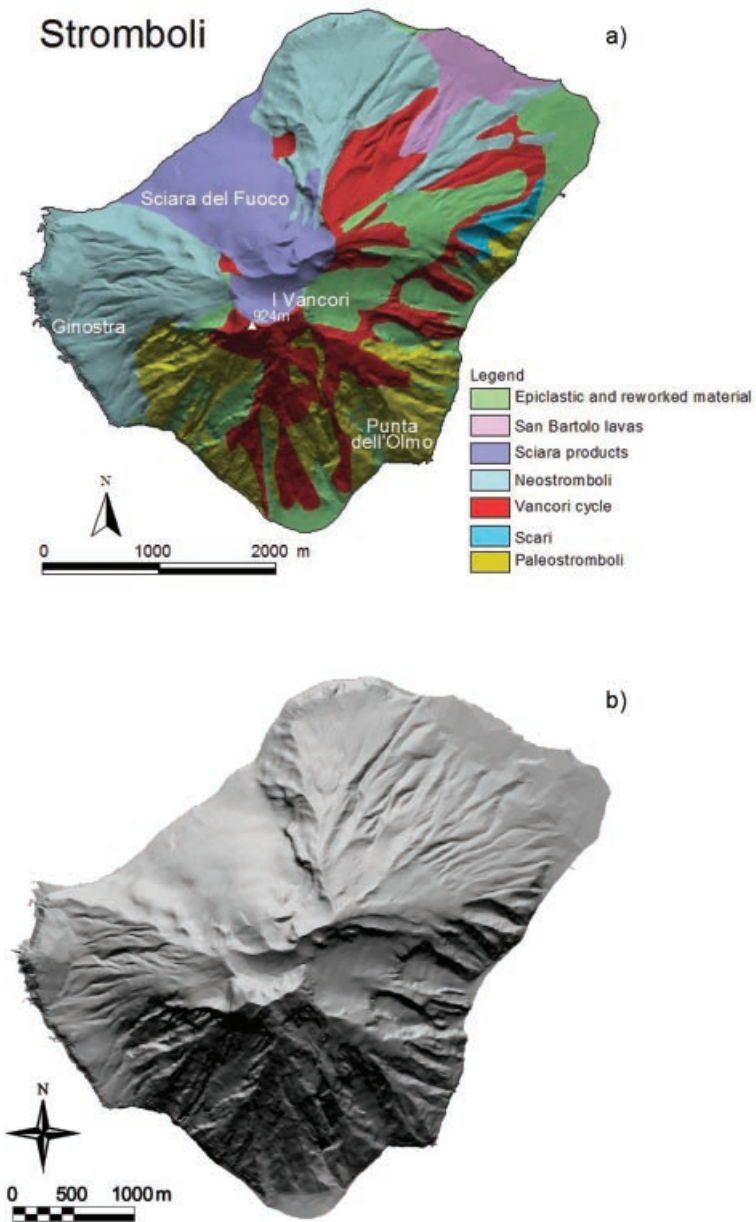 Stromboli
a)
Sciara del Fuoco
I Vancori
924m
Ginostra
Punta
dell'Olmo
Legend
Epiclastic and reworked material
San Bartolo lavas
Sciara products
Neostromboli
Vancori cycle
Scari
Paleostromboli
N
0 1000 2000 m
b)
N
0 500 1000m